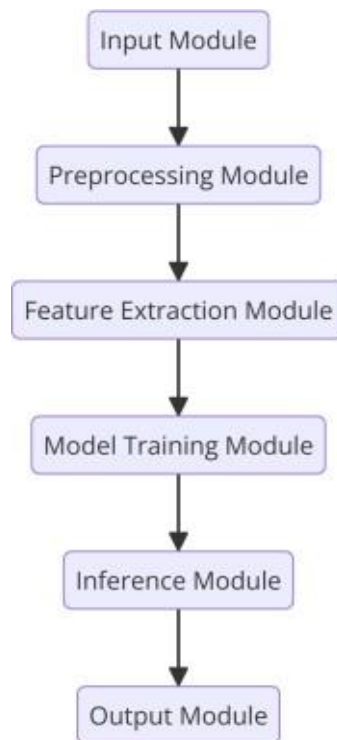 Input Module
Preprocessing Module
Feature Extraction Module
Model Training Module
Inference Module
Output Module